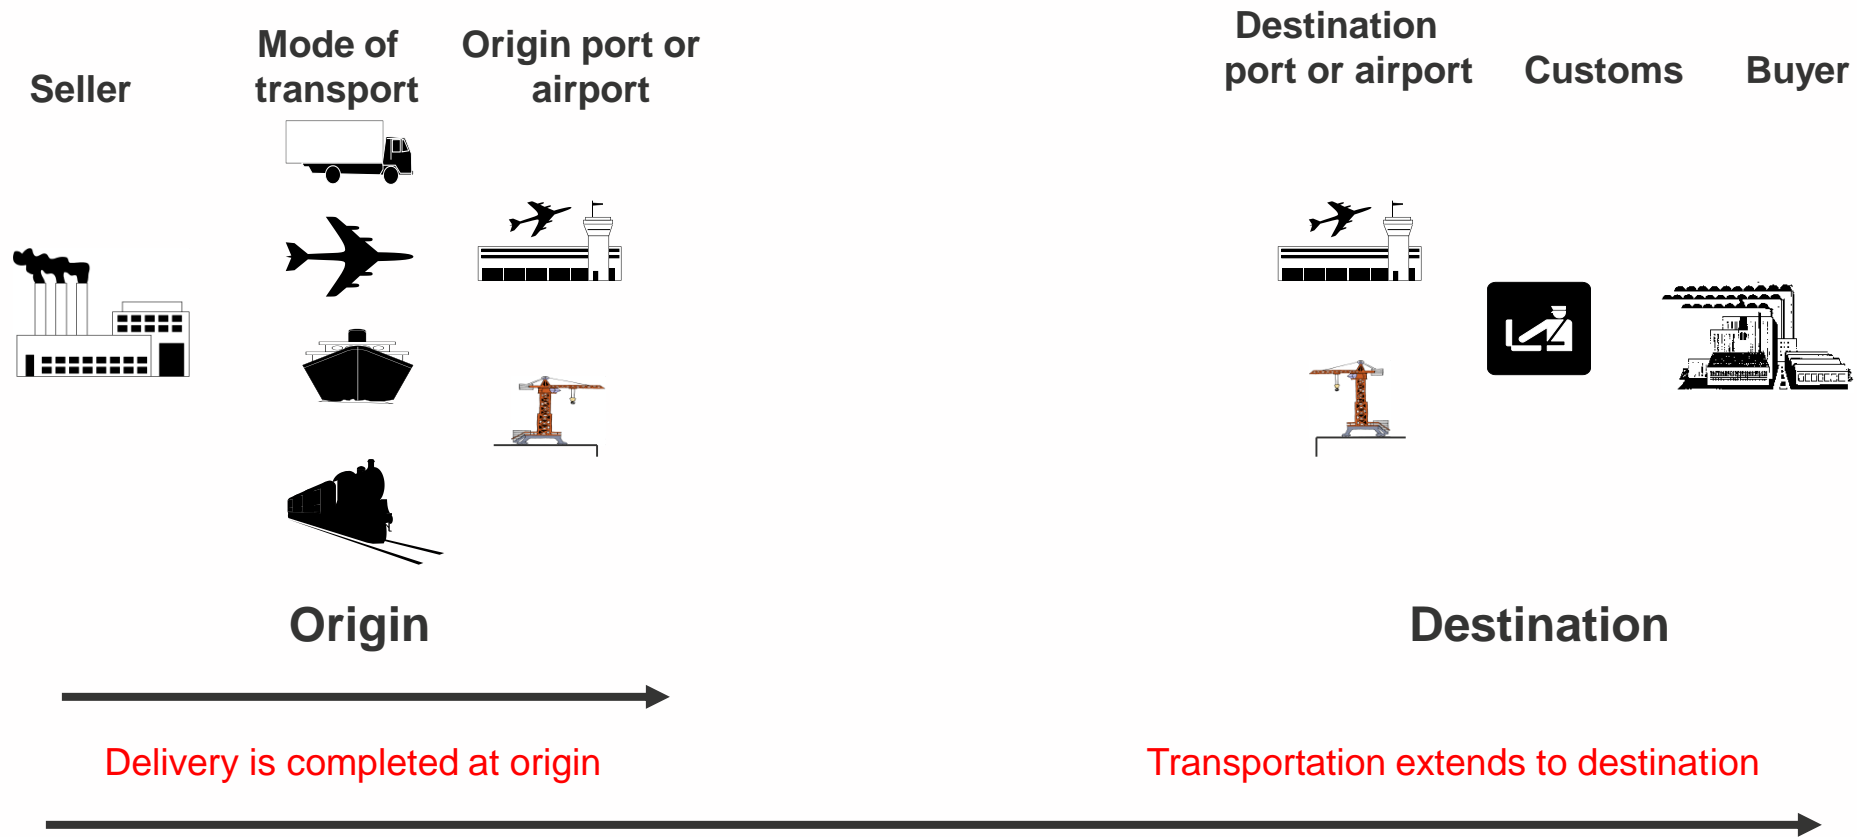 Seller
Mode of
transport
Origin port or
airport
Destination
port or airport
Customs
Buyer
Origin
Destination
Delivery is completed at origin
Transportation extends to destination